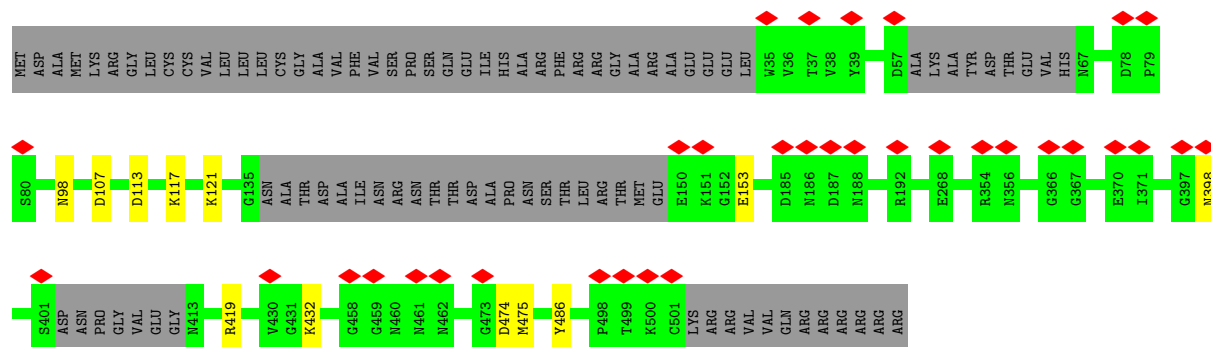 MET ASP ALA MET LYS ARG GLY LEU CYS CYS VAL LEU LEU LEU CYS GLY ALA VAL PHE VAL SER PRO SER GLN GLU ILE HIS ALA ARG PHE ARG ARG GLY ALA ARG ALA GLU GLU GLU LEU W35 V36 T37 V38 Y39 D57 ALA LYS ALA TYR ASP THR GLU VAL HIS N67 D78 P79
S80 N98 D107 D113 K117 K121 G135 ASN ALA THR ASP ALA ILE ASN ARG ASN THR THR ASP ALA PRO ASN SER THR LEU ARG THR MET GLU E150 K151 G152 E153 D185 N186 D187 N188 R192 E268 R354 N356 G366 G367 E370 I371 G397 N398
S401 ASP ASN PRO GLY VAL GLU GLY N413 R419 V430 G431 K432 G458 G459 N460 N461 N462 G473 D474 M475 Y486 P498 T499 K500 C501 LYS ARG ARG VAL VAL GLN ARG ARG ARG ARG ARG ARG